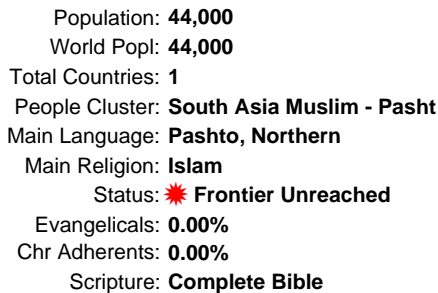 Population: 44,000
World Popl: 44,000
Total Countries: 1
People Cluster: South Asia Muslim - Pasht
Main Language: Pashto, Northern
Main Religion: Islam
Status: Frontier Unreached
Evangelicals: 0.00%
Chr Adherents: 0.00%
Scripture: Complete Bible